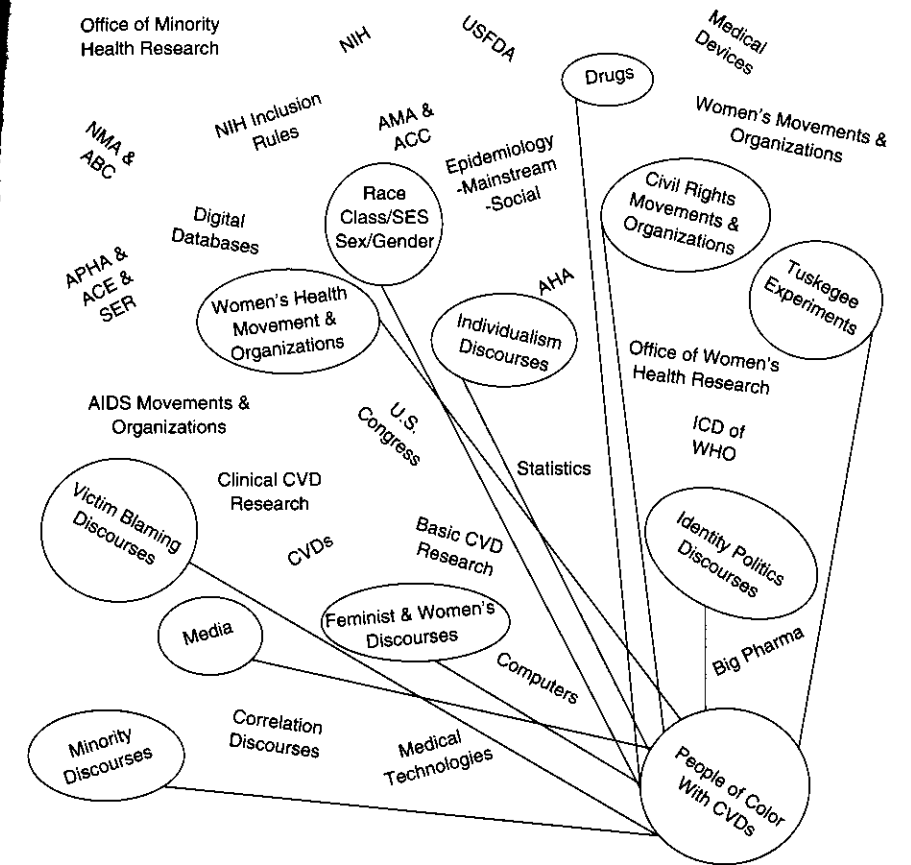 Office of Minority
Health Research
NIH
USFDA
Medical
Devices
Drugs
NMA &
ABC
NIH Inclusion
Rules
AMA &
ACC
Women's Movements &
Organizations
Epidemiology
-Mainstream
-Social
Race
Class/SES
Sex/Gender
Civil Rights
Movements &
Organizations
Digital
Databases
APHA &
ACE &
SER
Tuskegee
Experiments
AHA
Women's Health
Movement &
Organizations
Individualism
Discourses
Office of Women's
Health Research
AIDS Movements &
Organizations
U.S.
Congress
ICD of
WHO
Statistics
Clinical CVD
Research
Victim Blaming
Discourses
CVDs
Basic CVD
Research
Identity Politics
Discourses
Media
Feminist & Women's
Discourses
Big Pharma
Computers
Minority
Discourses
Correlation
Discourses
Medical
Technologies
People of Color
With CVDs